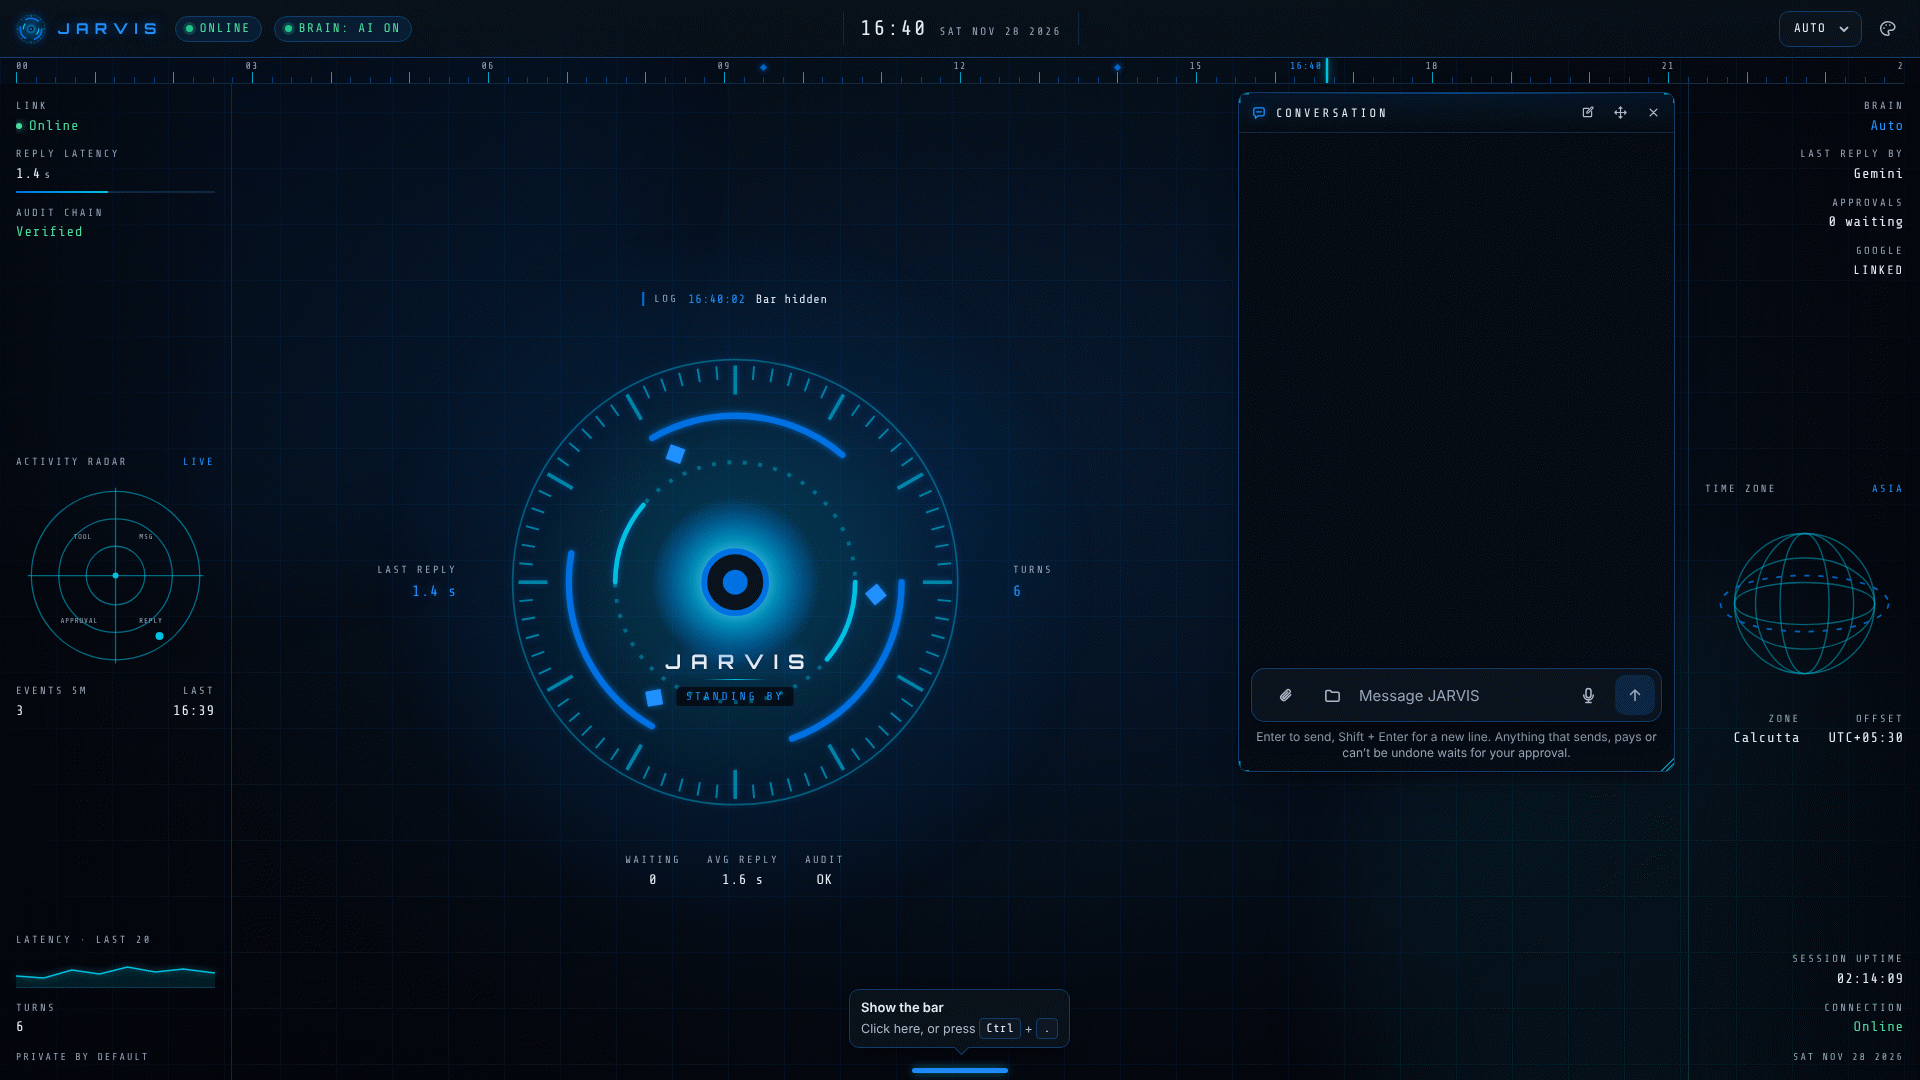 JARVIS
ONLINE
BRAIN: AI ON
16:40 SAT NOV 28 2026
AUTO
00 03 06 09 12 15 16:40 18 21 2
LINK
Online
REPLY LATENCY
1.4 s
AUDIT CHAIN
Verified
ACTIVITY RADAR LIVE
TOOL MSG
APPROVAL REPLY
EVENTS 5M LAST
3 16:39
LATENCY · LAST 20
TURNS
6
PRIVATE BY DEFAULT
LOG 16:40:02 Bar hidden
LAST REPLY
1.4 s
TURNS
6
JARVIS
STANDING BY
WAITING AVG REPLY AUDIT
0 1.6 s OK
Show the bar
Click here, or press Ctrl + .
CONVERSATION
Message JARVIS
Enter to send, Shift + Enter for a new line. Anything that sends, pays or
can't be undone waits for your approval.
BRAIN
Auto
LAST REPLY BY
Gemini
APPROVALS
0 waiting
GOOGLE
LINKED
TIME ZONE ASIA
ZONE OFFSET
Calcutta UTC+05:30
SESSION UPTIME
02:14:09
CONNECTION
Online
SAT NOV 28 2026